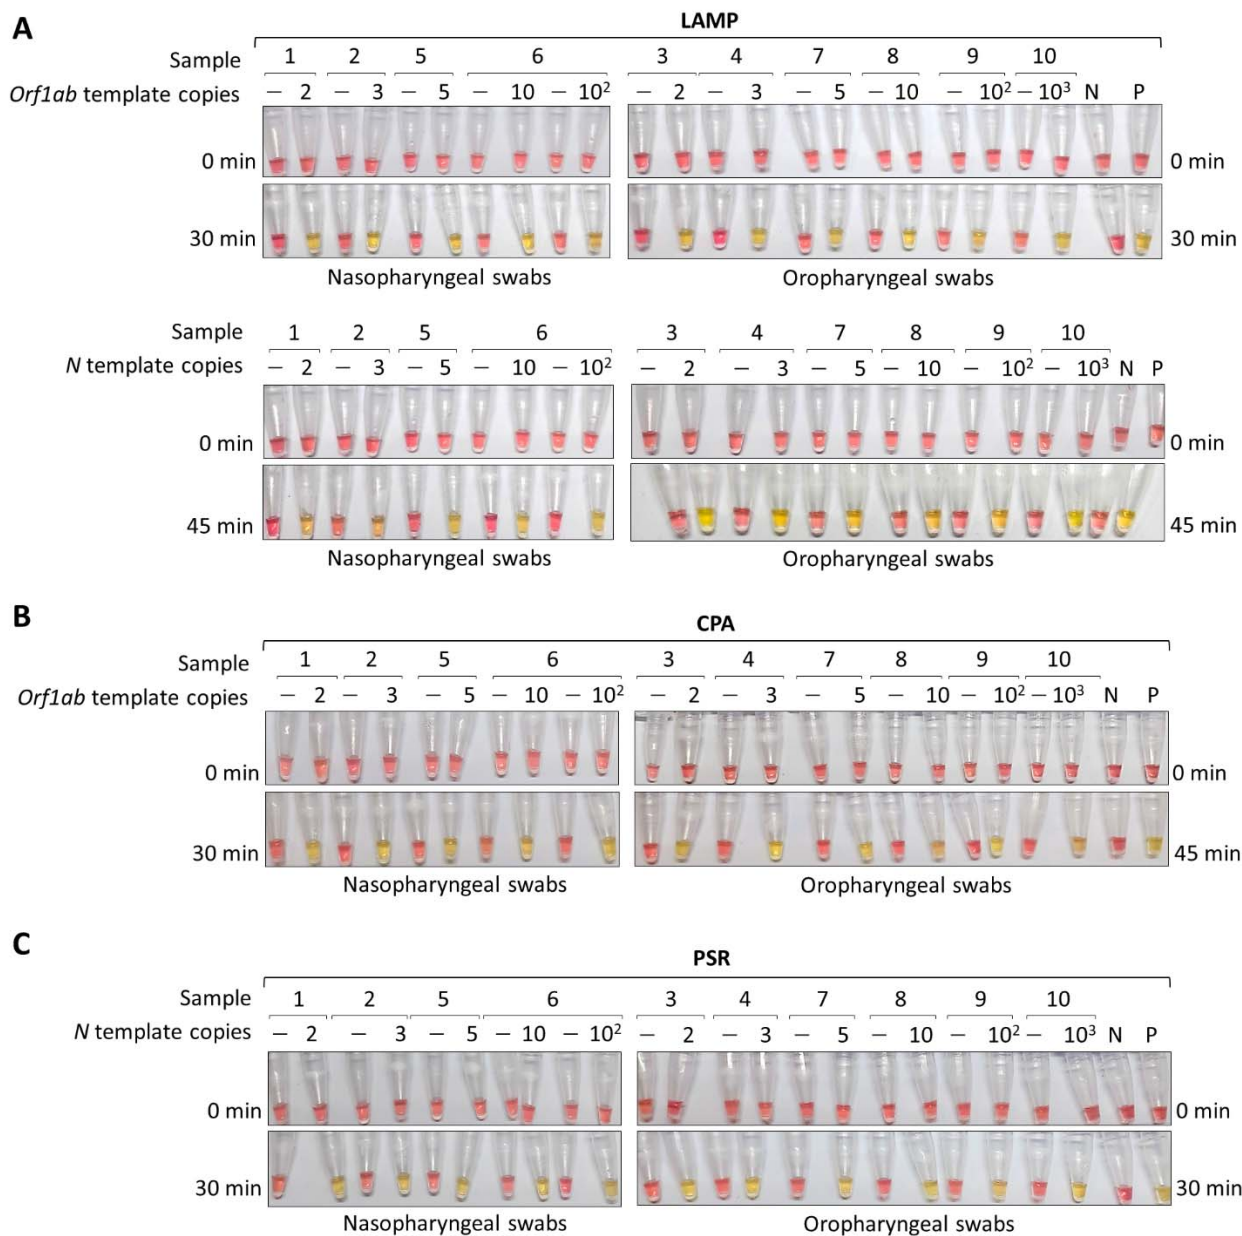 A
LAMP
Sample 1 2 5 6 3 4 7 8 9 10
Orf1ab template copies — 2 — 3 — 5 — 10 — 10² — 2 — 3 — 5 — 10 — 10² — 10³ N P
0 min 0 min
30 min 30 min
Nasopharyngeal swabs Oropharyngeal swabs
Sample 1 2 5 6 3 4 7 8 9 10
N template copies — 2 — 3 — 5 — 10 — 10² — 2 — 3 — 5 — 10 — 10² — 10³ N P
0 min 0 min
45 min 45 min
Nasopharyngeal swabs Oropharyngeal swabs
B
CPA
Sample 1 2 5 6 3 4 7 8 9 10
Orf1ab template copies — 2 — 3 — 5 — 10 — 10² — 2 — 3 — 5 — 10 — 10² — 10³ N P
0 min 0 min
30 min 45 min
Nasopharyngeal swabs Oropharyngeal swabs
C
PSR
Sample 1 2 5 6 3 4 7 8 9 10
N template copies — 2 — 3 — 5 — 10 — 10² — 2 — 3 — 5 — 10 — 10² — 10³ N P
0 min 0 min
30 min 30 min
Nasopharyngeal swabs Oropharyngeal swabs